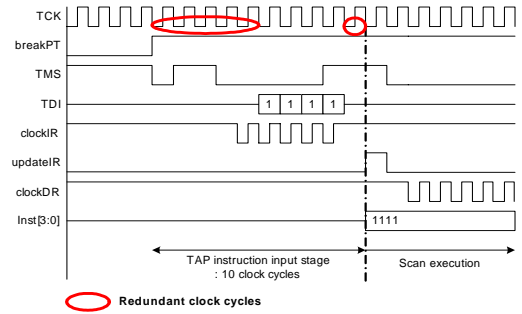 TCK
breakPT
TMS
TDI
1 1 1 1
clockIR
updateIR
clockDR
Inst[3:0]
1111
TAP instruction input stage
: 10 clock cycles
Scan execution
Redundant clock cycles